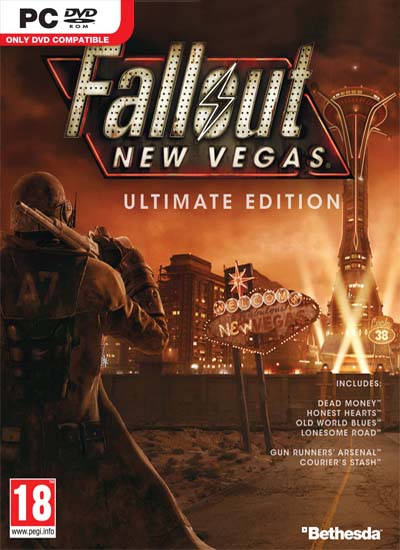 PC DVD ROM
ONLY DVD COMPATIBLE
Fallout
NEW VEGAS®
ULTIMATE EDITION
A7
WELCOME
TO FABULOUS
NEW VEGAS
38
INCLUDES:
DEAD MONEY™
HONEST HEARTS™
OLD WORLD BLUES™
LONESOME ROAD™
GUN RUNNERS' ARSENAL™
COURIER'S STASH™
18
www.pegi.info
Bethesda